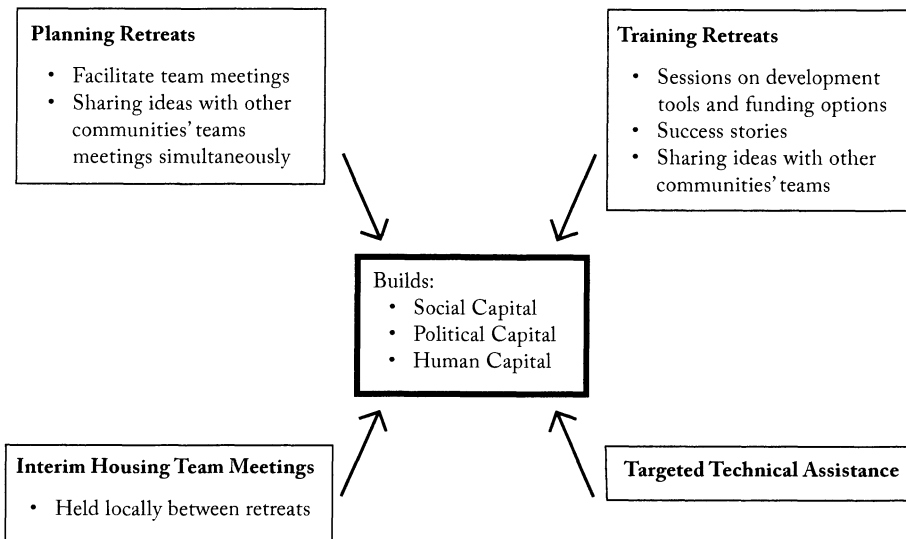 Planning Retreats
• Facilitate team meetings
• Sharing ideas with other
communities’ teams
meetings simultaneously
Training Retreats
• Sessions on development
tools and funding options
• Success stories
• Sharing ideas with other
communities’ teams
Builds:
• Social Capital
• Political Capital
• Human Capital
Interim Housing Team Meetings
• Held locally between retreats
Targeted Technical Assistance